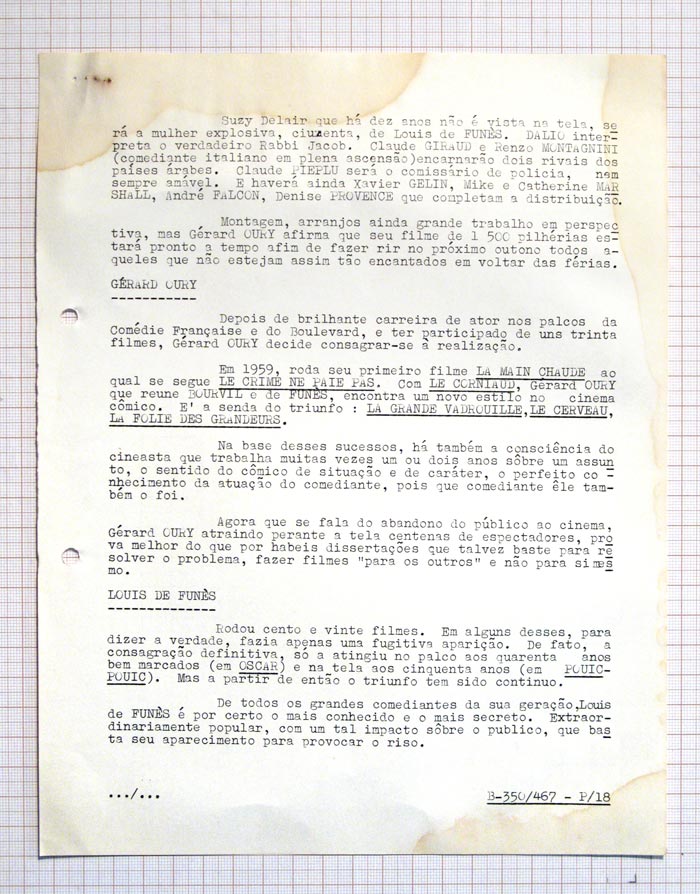 Suzy Delair que há dez anos não é vista na tela, se
rá a mulher explosiva, ciumenta, de Louis de FUNÈS. DALIO inter-
preta o verdadeiro Rabbi Jacob. Claude GIRAUD e Renzo MONTAGNINI
(comediante italiano em plena ascensão)encarnarão dois rivais dos
países árabes. Claude PIEPLU será o comissário de policia, nem
sempre amável. E haverá ainda Xavier GELIN, Mike e Catherine MAR
SHALL, André FALCON, Denise PROVENCE que completam a distribuição.
Montagem, arranjos ainda grande trabalho em perspec
tiva, mas Gérard OURY afirma que seu filme de 1 500 pilhérias es-
tará pronto a tempo afim de fazer rir no próximo outono todos a-
queles que não estejam assim tão encantados em voltar das férias.
GÉRARD OURY
-----------
Depois de brilhante carreira de ator nos palcos da
Comédie Française e do Boulevard, e ter participado de uns trinta
filmes, Gérard OURY decide consagrar-se à realização.
Em 1959, roda seu primeiro filme LA MAIN CHAUDE ao
qual se segue LE CRIME NE PAIE PAS. Com LE CORNIAUD, Gérard OURY
que reune BOURVIL e de FUNÈS, encontra um novo estilo no cinema
cômico. E' a senda do triunfo : LA GRANDE VADROUILLE,LE CERVEAU,
LA FOLIE DES GRANDEURS.
Na base desses sucessos, há também a consciência do
cineasta que trabalha muitas vezes um ou dois anos sôbre um assun
to, o sentido do cômico de situação e de caráter, o perfeito co -
nhecimento da atuação do comediante, pois que comediante êle tam-
bém o foi.
Agora que se fala do abandono do público ao cinema,
Gérard OURY atraindo perante a tela centenas de espectadores, pro
va melhor do que por habeis dissertações que talvez baste para re
solver o problema, fazer filmes "para os outros" e não para si mes
mo.
LOUIS DE FUNÈS
--------------
Rodou cento e vinte filmes. Em alguns desses, para
dizer a verdade, fazia apenas uma fugitiva aparição. De fato, a
consagração definitiva, só a atingiu no palco aos quarenta anos
bem marcados (em OSCAR) e na tela aos cinquenta anos (em POUIC-
POUIC). Mas a partir de então o triunfo tem sido continuo.
De todos os grandes comediantes da sua geração,Louis
de FUNÈS é por certo o mais conhecido e o mais secreto. Extraor-
dinariamente popular, com um tal impacto sôbre o publico, que bas
ta seu aparecimento para provocar o riso.
.../...
B-350/467 - P/18